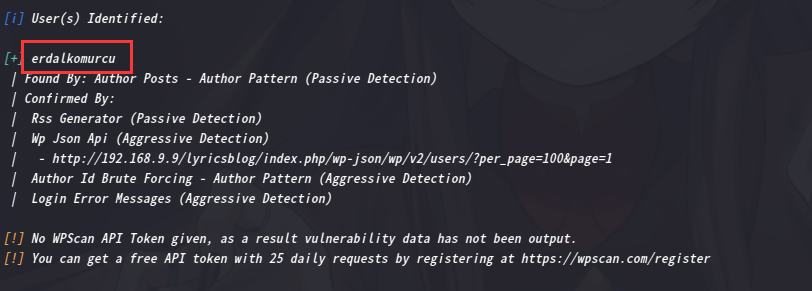 [i] User(s) Identified:
[+] erdalkomurcu
| Found By: Author Posts - Author Pattern (Passive Detection)
| Confirmed By:
|  Rss Generator (Passive Detection)
|  Wp Json Api (Aggressive Detection)
|   - http://192.168.9.9/lyricsblog/index.php/wp-json/wp/v2/users/?per_page=100&page=1
|  Author Id Brute Forcing - Author Pattern (Aggressive Detection)
|  Login Error Messages (Aggressive Detection)
[!] No WPScan API Token given, as a result vulnerability data has not been output.
[!] You can get a free API token with 25 daily requests by registering at https://wpscan.com/register